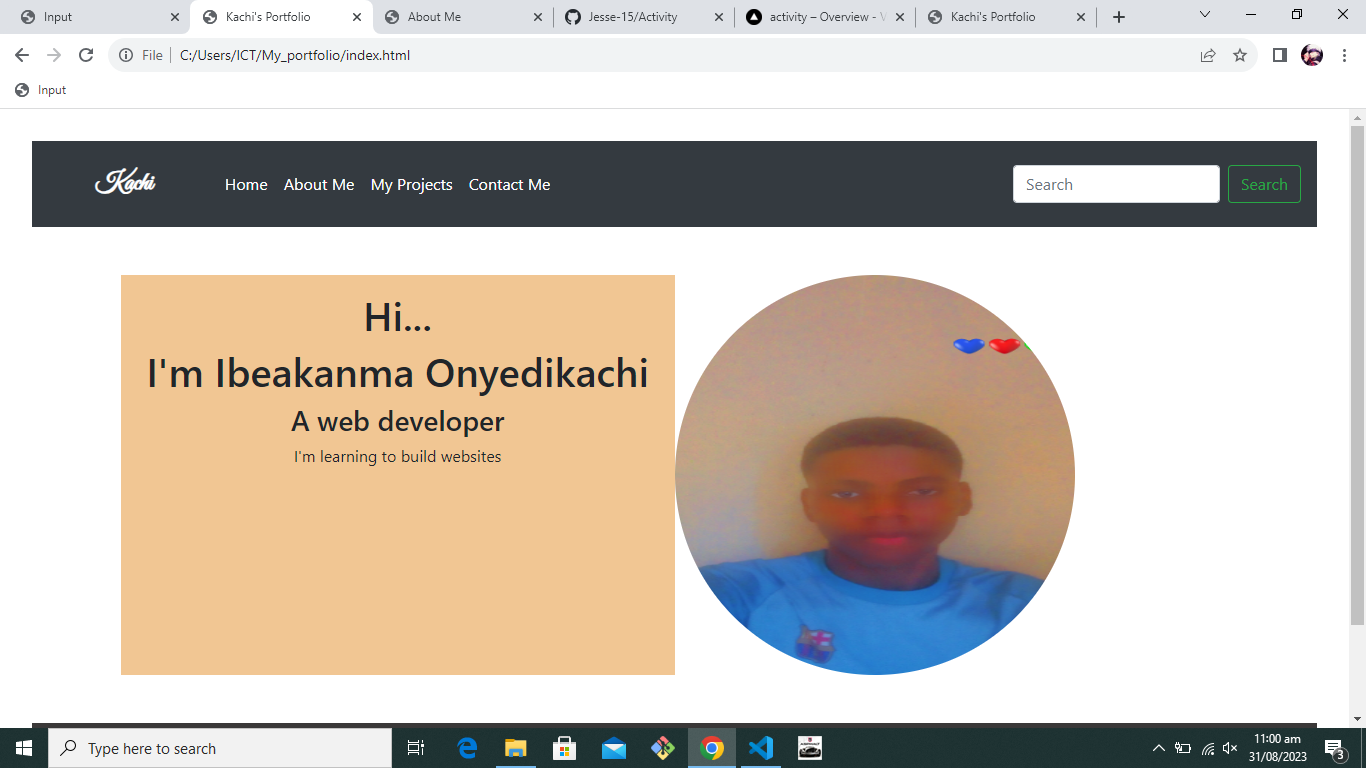 Input
Kachi's Portfolio
About Me
Jesse-15/Activity
activity – Overview - V
Kachi's Portfolio
File
C:/Users/ICT/My_portfolio/index.html
Input
Kachi
Home
About Me
My Projects
Contact Me
Search
Search
Hi...
I'm Ibeakanma Onyedikachi
A web developer
I'm learning to build websites
Type here to search
11:00 am
31/08/2023
3